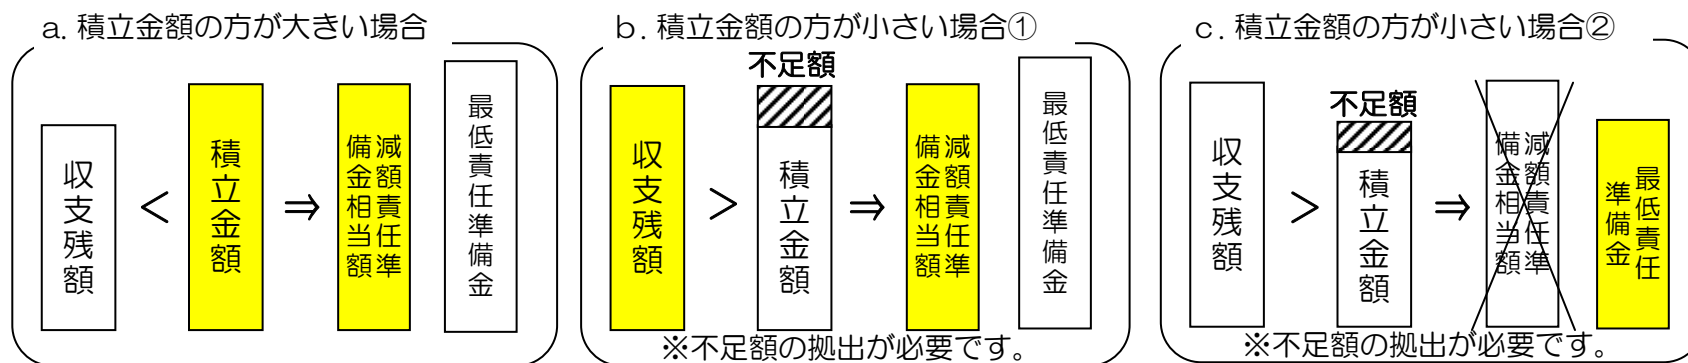 a. 積立金額の方が大きい場合
収支残額
<
積立金額
⇒
減額責任準
備金相当額
最低責任準備金
b. 積立金額の方が小さい場合①
不足額
収支残額
>
積立金額
⇒
減額責任準
備金相当額
最低責任準備金
※不足額の拠出が必要です。
c. 積立金額の方が小さい場合②
不足額
収支残額
>
積立金額
⇒
減額責任準
備金相当額
最低責任
準備金
※不足額の拠出が必要です。